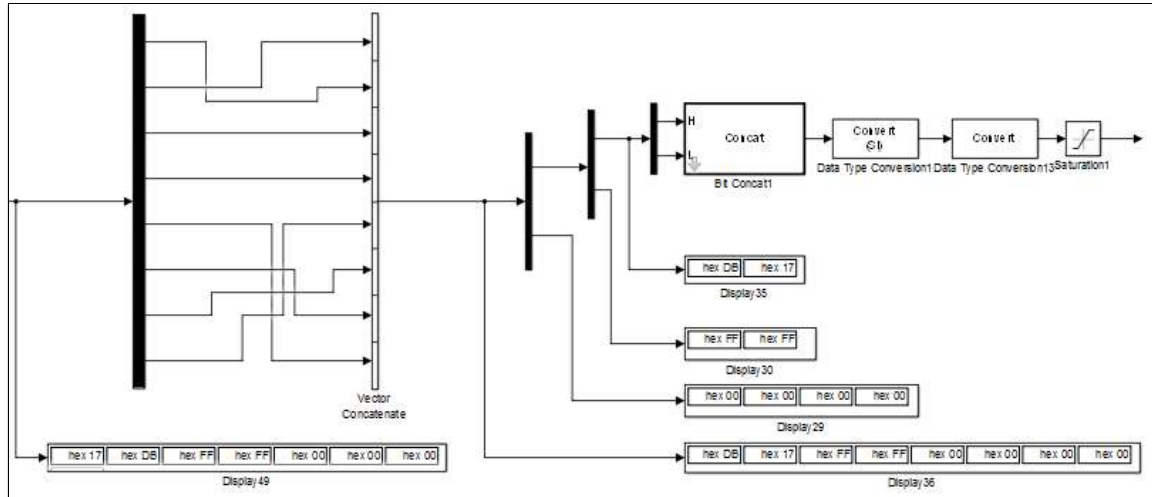 H
L
Concat
Bit Concat1
Convert
(SI)
Data Type Conversion1
Convert
Data Type Conversion13
Saturation1
hex DB hex 17
Display35
hex FF hex FF
Display30
hex 00 hex 00 hex 00 hex 00
Display29
Vector
Concatenate
hex 17 hex DB hex FF hex FF hex 00 hex 00 hex 00
Display49
hex DB hex 17 hex FF hex FF hex 00 hex 00 hex 00 hex 00
Display36